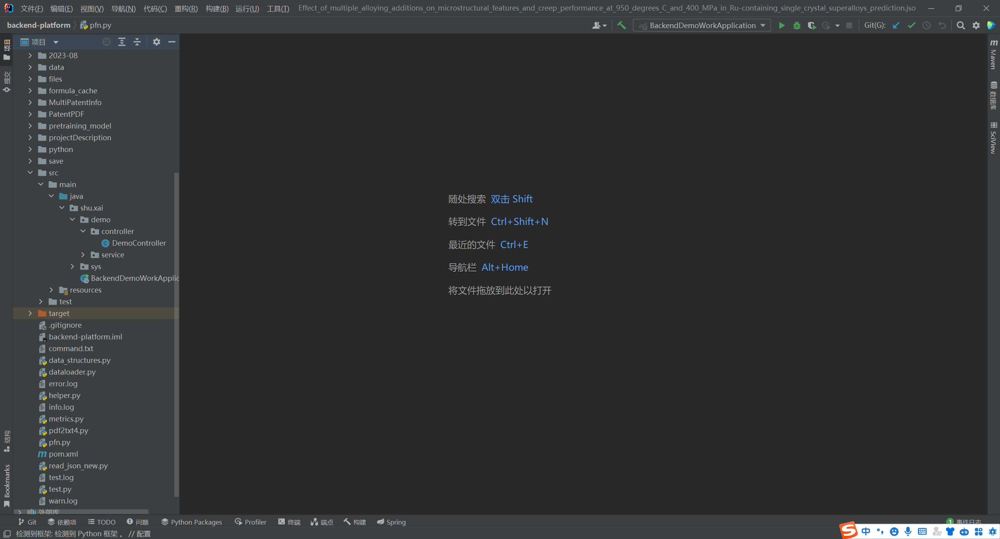 文件(F) 编辑(E) 视图(V) 导航(N) 代码(C) 重构(R) 构建(B) 运行(U) 工具(T) Effect_of_multiple_alloying_additions_on_microstructural_features_and_creep_performance_at_950_degrees_C_and_400_MPa_in_Ru-containing_single_crystal_superalloys_prediction.jso
backend-platform pfn.py BackendDemoWorkApplication Git(G):
项目
2023-08
data
files
formula_cache
MultiPatentInfo
PatentPDF
pretraining_model
projectDescription
python
save
src
main
java
shu.xai
demo
controller
DemoController
service
sys
BackendDemoWorkApplic
resources
test
target
.gitignore
backend-platform.iml
command.txt
data_structures.py
dataloader.py
error.log
helper.py
info.log
metrics.py
pdf2txt4.py
pfn.py
pom.xml
read_json_new.py
test.log
test.py
warn.log
外部库
项目
提交
结构
Bookmarks
随处搜索 双击 Shift
转到文件 Ctrl+Shift+N
最近的文件 Ctrl+E
导航栏 Alt+Home
将文件拖放到此处以打开
Maven
数据库
SciView
Git 依赖项 TODO 问题 Python Packages Profiler 终端 端点 构建 Spring 1 事件日志
检测到框架: 检测到 Python 框架 。 // 配置
中